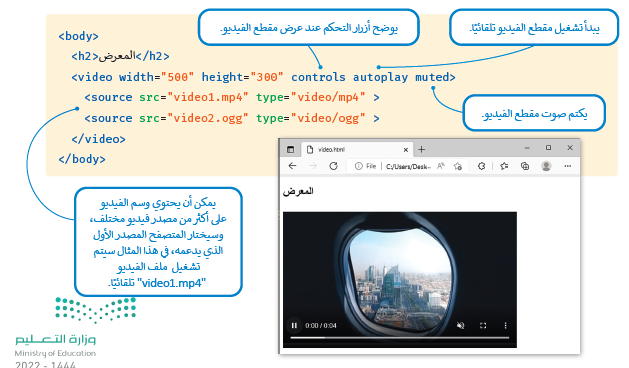 يبدأ تشغيل مقطع الفيديو تلقائيًا.
يوضح أزرار التحكم عند عرض مقطع الفيديو.
<body>
<h2>المعرض</h2>
<video width="500" height="300" controls autoplay muted>
<source src="video1.mp4" type="video/mp4" >
<source src="video2.ogg" type="video/ogg" >
</video>
</body>
يكتم صوت مقطع الفيديو.
يمكن أن يحتوي وسم الفيديو
على أكثر من مصدر فيديو مختلف،
وسيختار المتصفح المصدر الأول
الذي يدعمه، في هذا المثال سيتم
تشغيل ملف الفيديو
"video1.mp4" تلقائيًا.
video.html
File C:/Users/Desk...
المعرض
0:00 / 0:04
وزارة التعليم
Ministry of Education
2022 - 1444